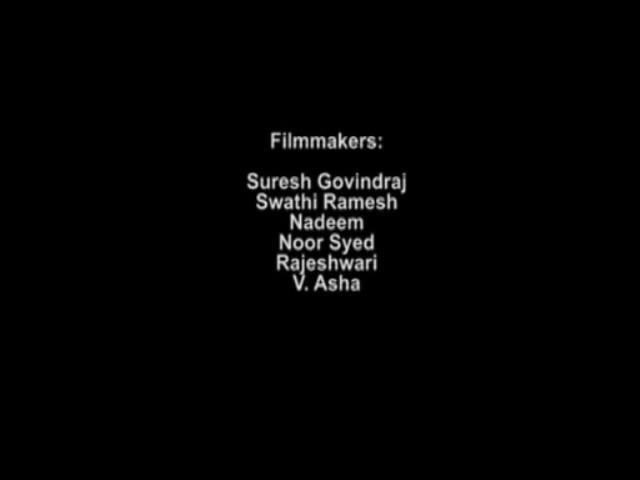 Filmmakers:
Suresh Govindraj
Swathi Ramesh
Nadeem
Noor Syed
Rajeshwari
V. Asha